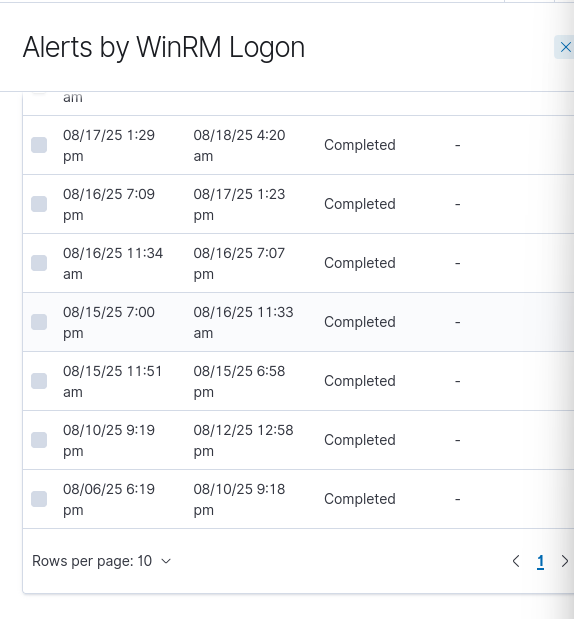 Alerts by WinRM Logon
am
08/17/25 1:29 08/18/25 4:20
pm am Completed -
08/16/25 7:09 08/17/25 1:23
pm pm Completed -
08/16/25 11:34 08/16/25 7:07
am pm Completed -
08/15/25 7:00 08/16/25 11:33
pm am Completed -
08/15/25 11:51 08/15/25 6:58
am pm Completed -
08/10/25 9:19 08/12/25 12:58
pm pm Completed -
08/06/25 6:19 08/10/25 9:18
pm pm Completed -
Rows per page: 10 1